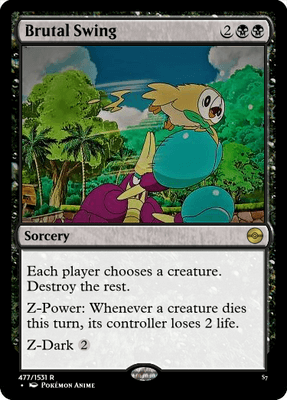 Brutal Swing 2
Sorcery
Each player chooses a creature.
Destroy the rest.
Z-Power: Whenever a creature dies
this turn, its controller loses 2 life.
Z-Dark 2
477/1531 R
• Pokémon Anime